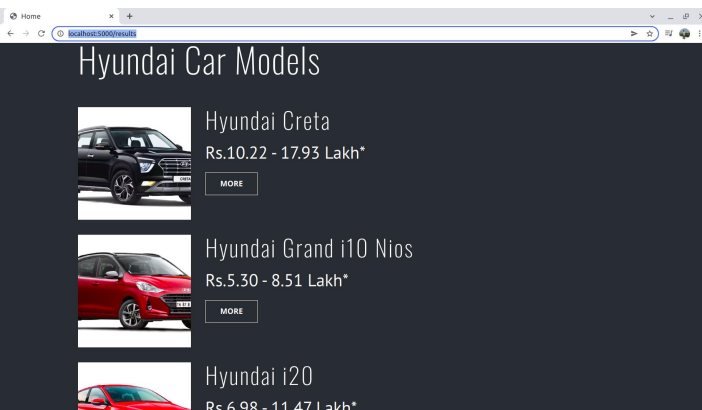 Home
localhost:5000/results
Hyundai Car Models
Hyundai Creta
Rs.10.22 - 17.93 Lakh*
MORE
CRETA
Hyundai Grand i10 Nios
Rs.5.30 - 8.51 Lakh*
MORE
Hyundai i20
Rs.6.98 - 11.47 Lakh*